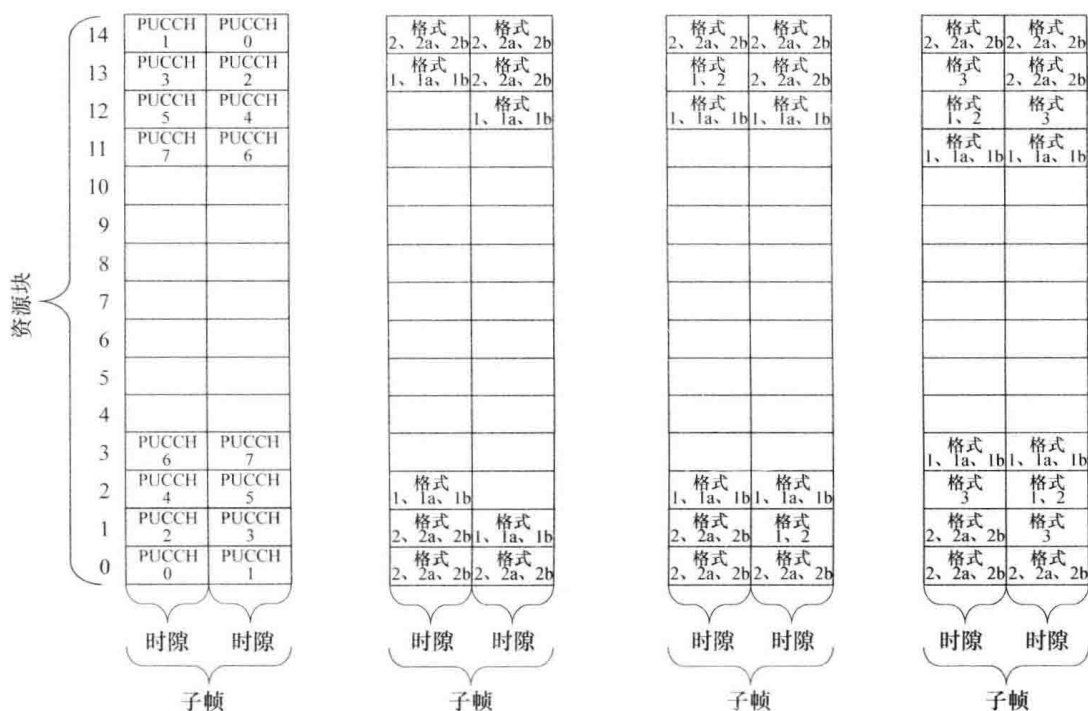 资源块
14
PUCCH
1
PUCCH
0
13
PUCCH
3
PUCCH
2
12
PUCCH
5
PUCCH
4
11
PUCCH
7
PUCCH
6
10
9
8
7
6
5
4
3
PUCCH
6
PUCCH
7
2
PUCCH
4
PUCCH
5
1
PUCCH
2
PUCCH
3
0
PUCCH
0
PUCCH
1
时隙
时隙
子帧
格式
2、2a、2b
格式
2、2a、2b
格式
1、1a、1b
格式
2、2a、2b
格式
1、1a、1b
格式
1、1a、1b
格式
2、2a、2b
格式
1、1a、1b
格式
2、2a、2b
格式
2、2a、2b
时隙
时隙
子帧
格式
2、2a、2b
格式
2、2a、2b
格式
1、2
格式
2、2a、2b
格式
1、1a、1b
格式
1、1a、1b
格式
1、1a、1b
格式
1、1a、1b
格式
2、2a、2b
格式
1、2
格式
2、2a、2b
格式
2、2a、2b
时隙
时隙
子帧
格式
2、2a、2b
格式
2、2a、2b
格式
3
格式
2、2a、2b
格式
1、2
格式
3
格式
1、1a、1b
格式
1、1a、1b
格式
1、1a、1b
格式
1、1a、1b
格式
3
格式
1、2
格式
2、2a、2b
格式
3
格式
2、2a、2b
格式
2、2a、2b
时隙
时隙
子帧